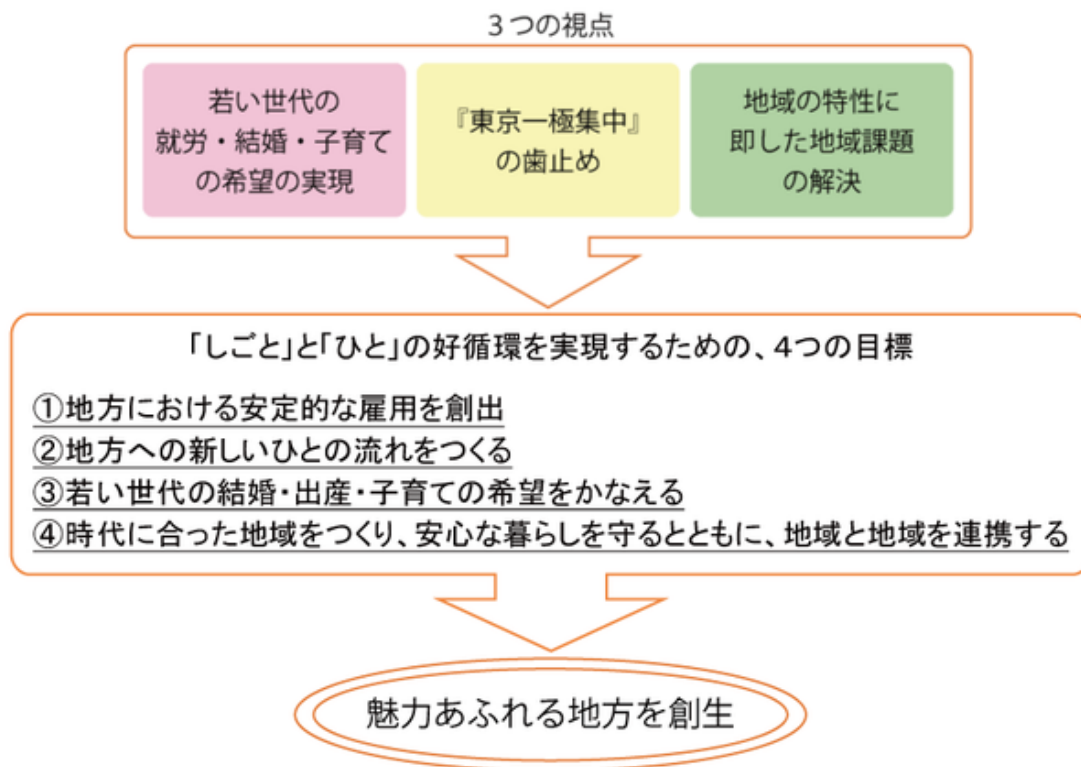 3つの視点
若い世代の
就労・結婚・子育て
の希望の実現
『東京一極集中』
の歯止め
地域の特性に
即した地域課題
の解決
「しごと」と「ひと」の好循環を実現するための、4つの目標
①地方における安定的な雇用を創出
②地方への新しいひとの流れをつくる
③若い世代の結婚・出産・子育ての希望をかなえる
④時代に合った地域をつくり、安心な暮らしを守るとともに、地域と地域を連携する
魅力あふれる地方を創生